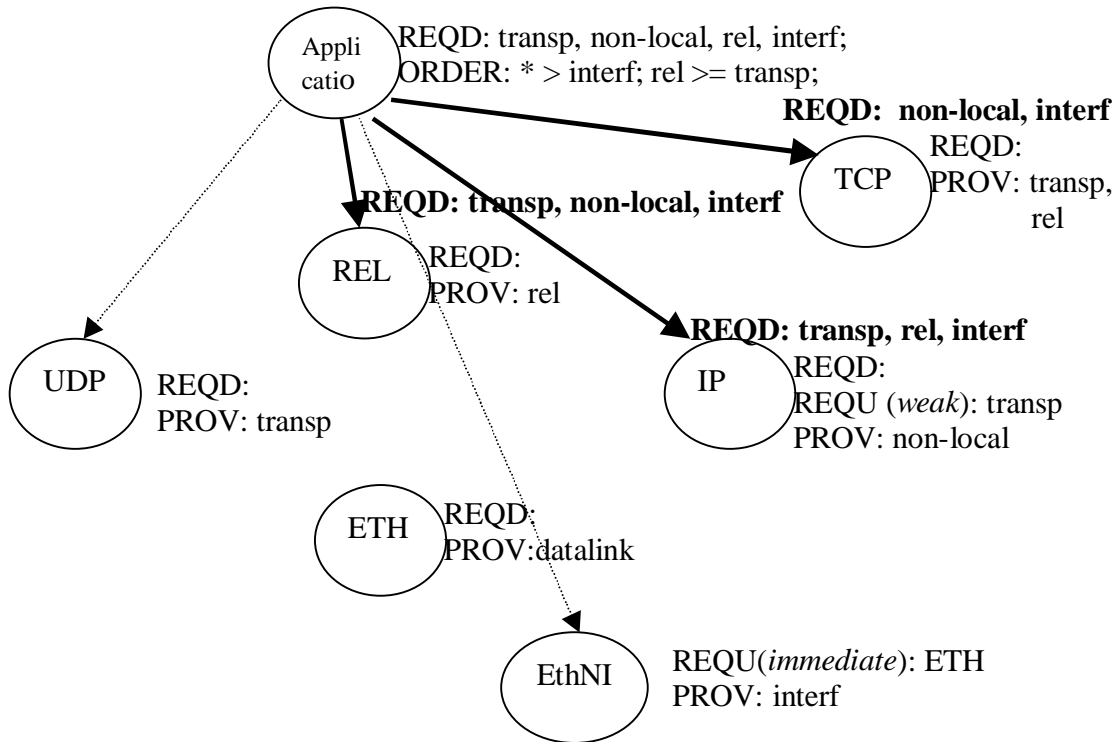 Appli
catio
REQD: transp, non-local, rel, interf;
ORDER: * > interf; rel >= transp;
REQD: non-local, interf
TCP
REQD:
PROV: transp,
rel
REQD: transp, non-local, interf
REL
REQD:
PROV: rel
REQD: transp, rel, interf
UDP
REQD:
PROV: transp
IP
REQD:
REQU (weak): transp
PROV: non-local
ETH
REQD:
PROV:datalink
EthNI
REQU(immediate): ETH
PROV: interf